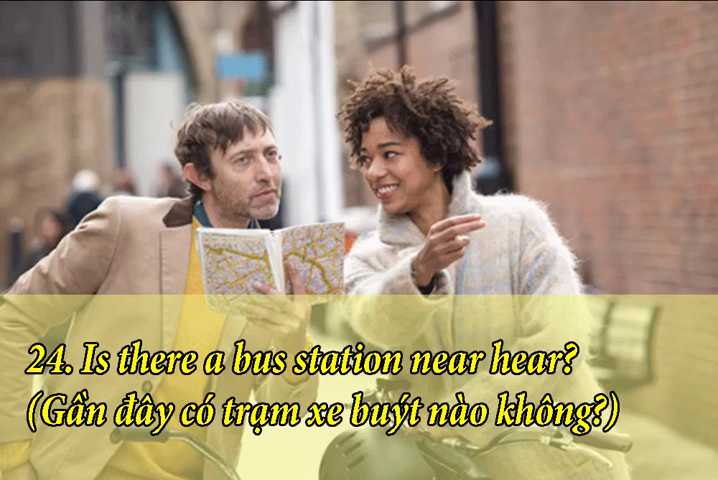 24. Is there a bus station near hear?
(Gần đây có trạm xe buýt nào không?)